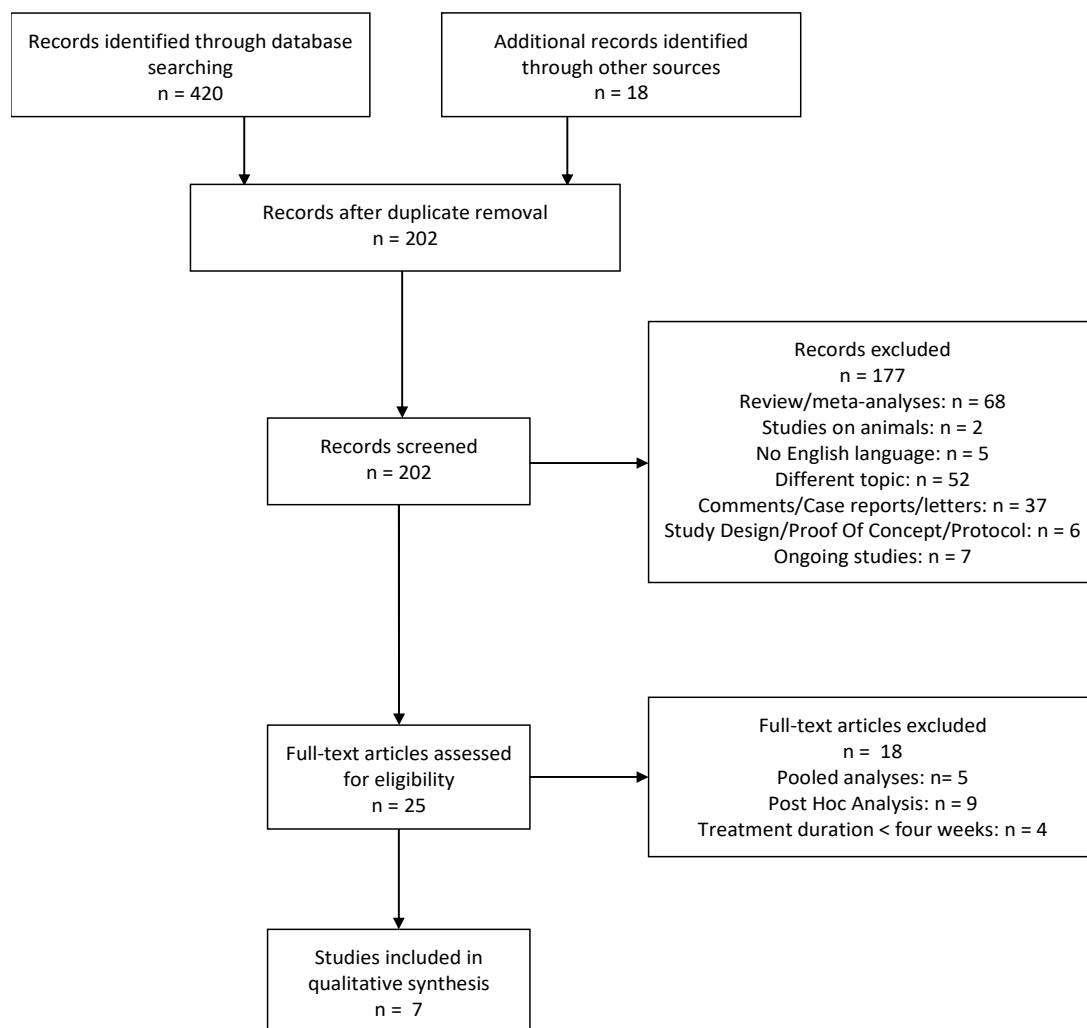 Records identified through database
searching
n = 420
Additional records identified
through other sources
n = 18
Records after duplicate removal
n = 202
Records excluded
n = 177
Review/meta-analyses: n = 68
Studies on animals: n = 2
No English language: n = 5
Different topic: n = 52
Comments/Case reports/letters: n = 37
Study Design/Proof Of Concept/Protocol: n = 6
Ongoing studies: n = 7
Records screened
n = 202
Full-text articles excluded
n = 18
Pooled analyses: n= 5
Post Hoc Analysis: n = 9
Treatment duration < four weeks: n = 4
Full-text articles assessed
for eligibility
n = 25
Studies included in
qualitative synthesis
n = 7